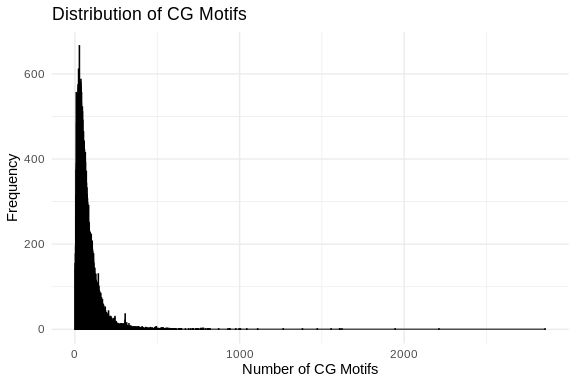 Distribution of CG Motifs
Frequency
600
400
200
0
0 1000 2000
Number of CG Motifs